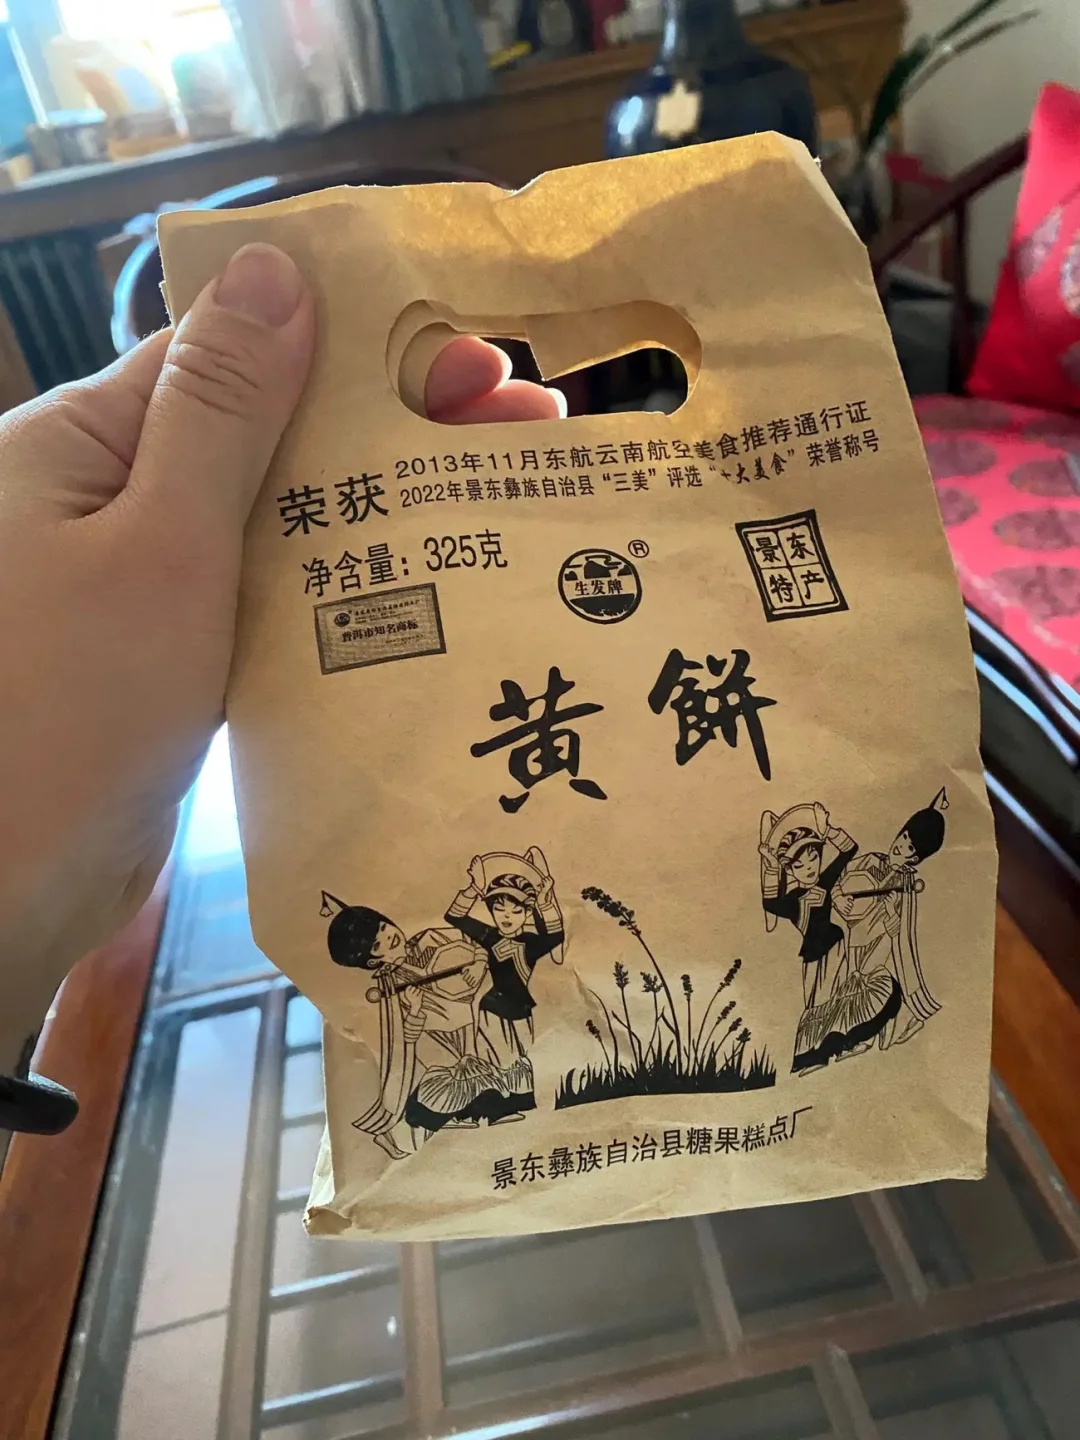 荣获
2013年11月东航云南航空美食推荐通行证
2022年景东彝族自治县“三美”评选“十大美食”荣誉称号
净含量：325克
生发牌
®
景东
特产
普洱市知名商标
黄餅
景东彝族自治县糖果糕点厂